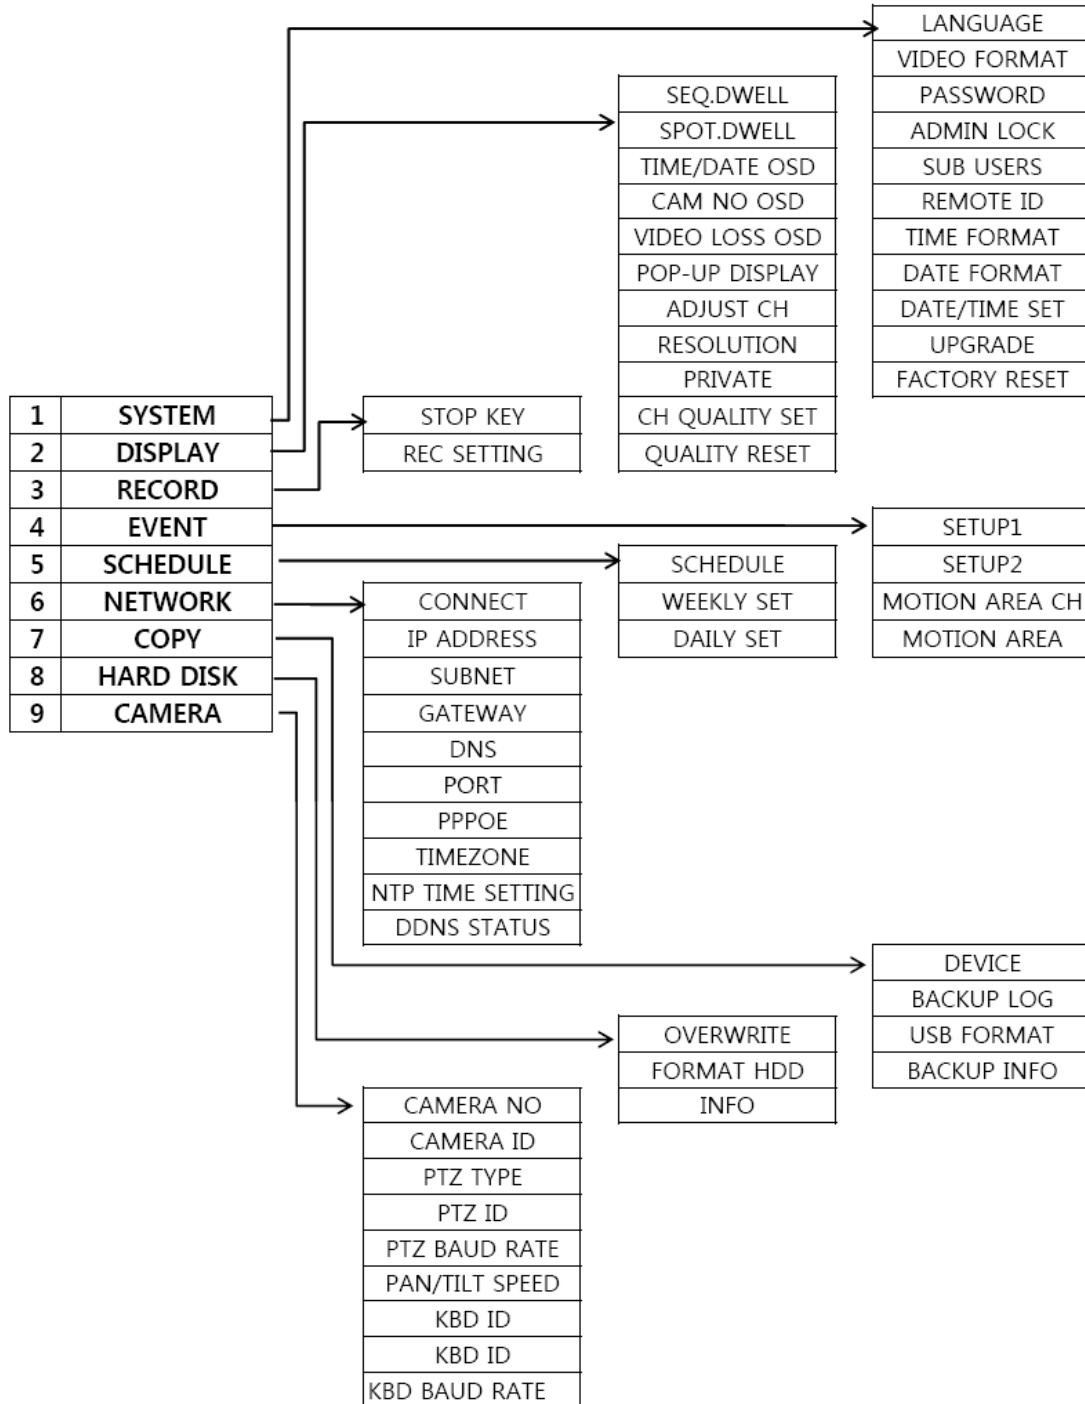 1 SYSTEM
2 DISPLAY
3 RECORD
4 EVENT
5 SCHEDULE
6 NETWORK
7 COPY
8 HARD DISK
9 CAMERA
LANGUAGE
VIDEO FORMAT
PASSWORD
ADMIN LOCK
SUB USERS
REMOTE ID
TIME FORMAT
DATE FORMAT
DATE/TIME SET
UPGRADE
FACTORY RESET
SEQ.DWELL
SPOT.DWELL
TIME/DATE OSD
CAM NO OSD
VIDEO LOSS OSD
POP-UP DISPLAY
ADJUST CH
RESOLUTION
PRIVATE
CH QUALITY SET
QUALITY RESET
STOP KEY
REC SETTING
SETUP1
SETUP2
MOTION AREA CH
MOTION AREA
SCHEDULE
WEEKLY SET
DAILY SET
CONNECT
IP ADDRESS
SUBNET
GATEWAY
DNS
PORT
PPPOE
TIMEZONE
NTP TIME SETTING
DDNS STATUS
DEVICE
BACKUP LOG
USB FORMAT
BACKUP INFO
OVERWRITE
FORMAT HDD
INFO
CAMERA NO
CAMERA ID
PTZ TYPE
PTZ ID
PTZ BAUD RATE
PAN/TILT SPEED
KBD ID
KBD ID
KBD BAUD RATE